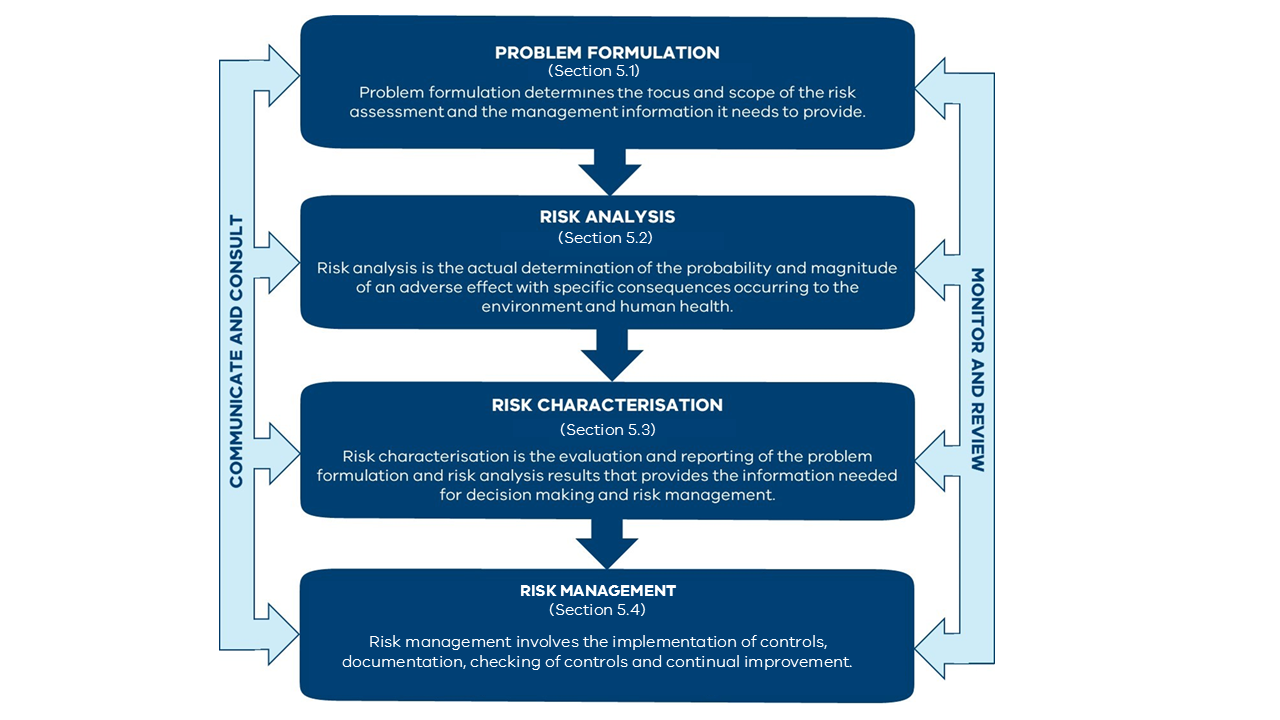 PROBLEM FORMULATION
(Section 5.1)
Problem formulation determines the focus and scope of the risk
assessment and the management information it needs to provide.
RISK ANALYSIS
(Section 5.2)
Risk analysis is the actual determination of the probability and magnitude
of an adverse effect with specific consequences occurring to the
environment and human health.
RISK CHARACTERISATION
(Section 5.3)
Risk characterisation is the evaluation and reporting of the problem
formulation and risk analysis results that provides the information needed
for decision making and risk management.
RISK MANAGEMENT
(Section 5.4)
Risk management involves the implementation of controls,
documentation, checking of controls and continual improvement.
COMMUNICATE AND CONSULT
MONITOR AND REVIEW